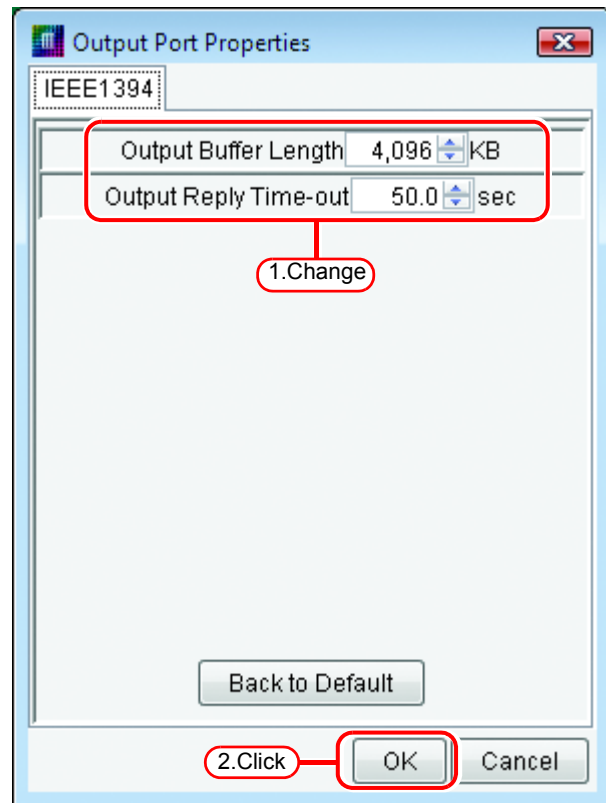 Output Port Properties
IEEE1394
Output Buffer Length 4,096 KB
Output Reply Time-out 50.0 sec
1.Change
Back to Default
2.Click OK Cancel